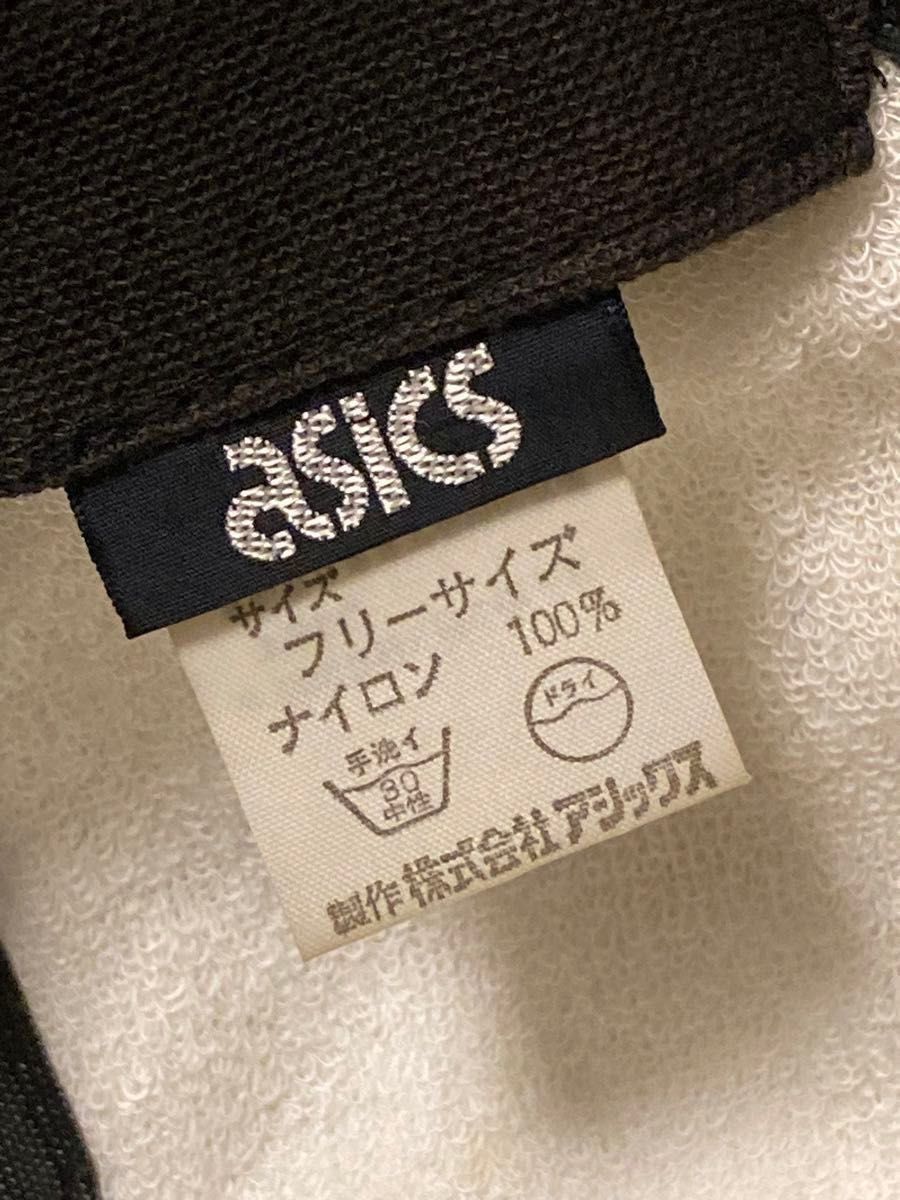 asics
サイズ
フリーサイズ
ナイロン 100%
手洗イ
30
中性
ドライ
製作 株式会社アシックス